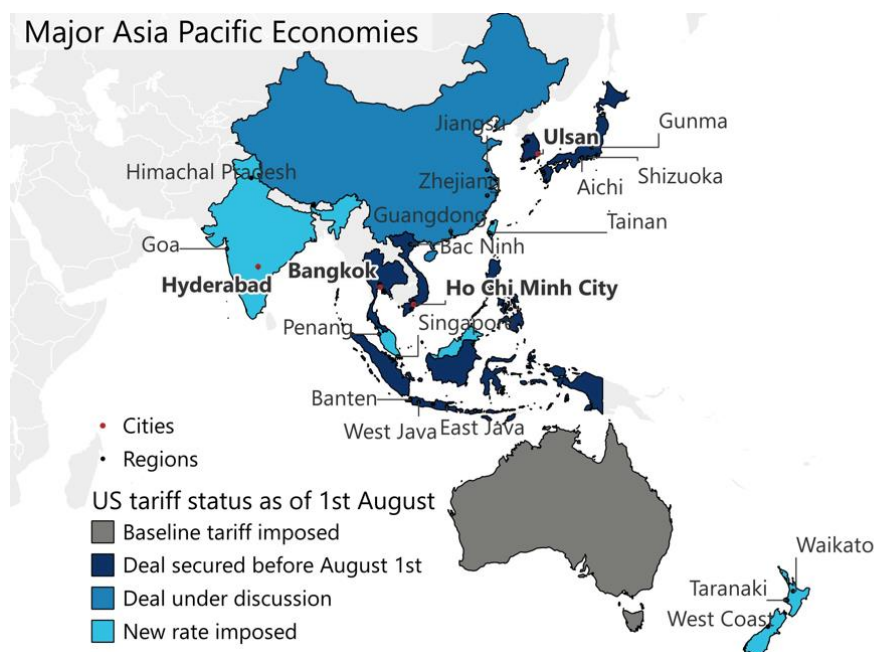 Major Asia Pacific Economies
Jiangsu
Ulsan
Gunma
Himachal Pradesh
Zhejiang
Aichi
Shizuoka
Guangdong
Tainan
Goa
Bac Ninh
Hyderabad
Bangkok
Ho Chi Minh City
Penang
Singapore
Banten
West Java
East Java
Cities
Regions
US tariff status as of 1st August
Baseline tariff imposed
Deal secured before August 1st
Deal under discussion
New rate imposed
Waikato
Taranaki
West Coast